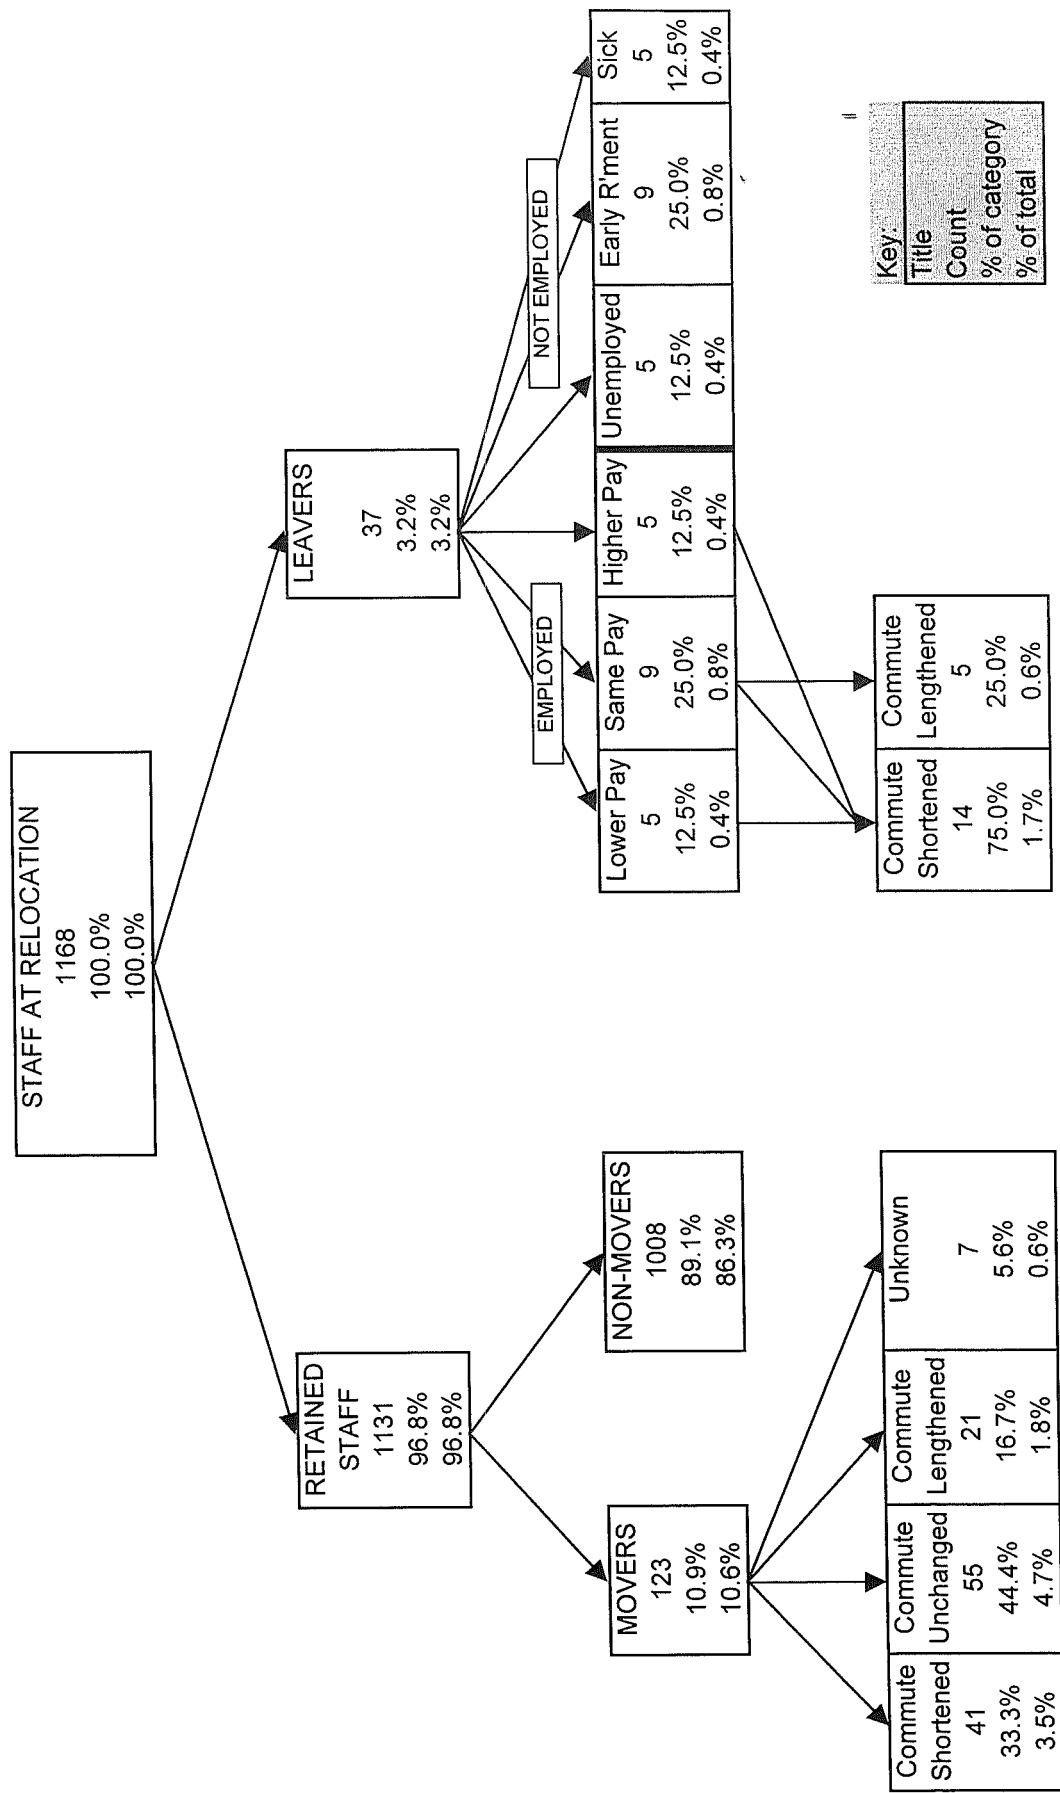 STAFF AT RELOCATION
1168
100.0%
100.0%
RETAINED
STAFF
1131
96.8%
96.8%
LEAVERS
37
3.2%
3.2%
MOVERS
123
10.9%
10.6%
NON-MOVERS
1008
89.1%
86.3%
EMPLOYED
NOT EMPLOYED
Lower Pay
5
12.5%
0.4%
Same Pay
9
25.0%
0.8%
Higher Pay
5
12.5%
0.4%
Unemployed
5
12.5%
0.4%
Early R'ment
9
25.0%
0.8%
Sick
5
12.5%
0.4%
Commute
Shortened
41
33.3%
3.5%
Commute
Unchanged
55
44.4%
4.7%
Commute
Lengthened
21
16.7%
1.8%
Unknown
7
5.6%
0.6%
Commute
Shortened
14
75.0%
1.7%
Commute
Lengthened
5
25.0%
0.6%
Key:
Title
Count
% of category
% of total